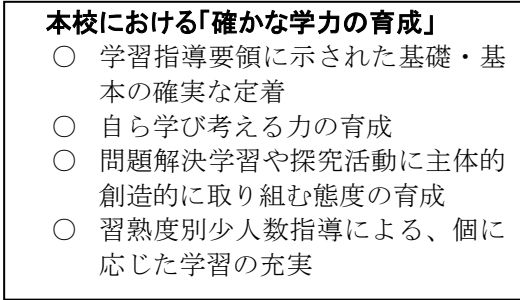 本校における「確かな学力の育成」
○ 学習指導要領に示された基礎・基
本の確実な定着
○ 自ら学び考える力の育成
○ 問題解決学習や探究活動に主体的
創造的に取り組む態度の育成
○ 習熟度別少人数指導による、個に
応じた学習の充実